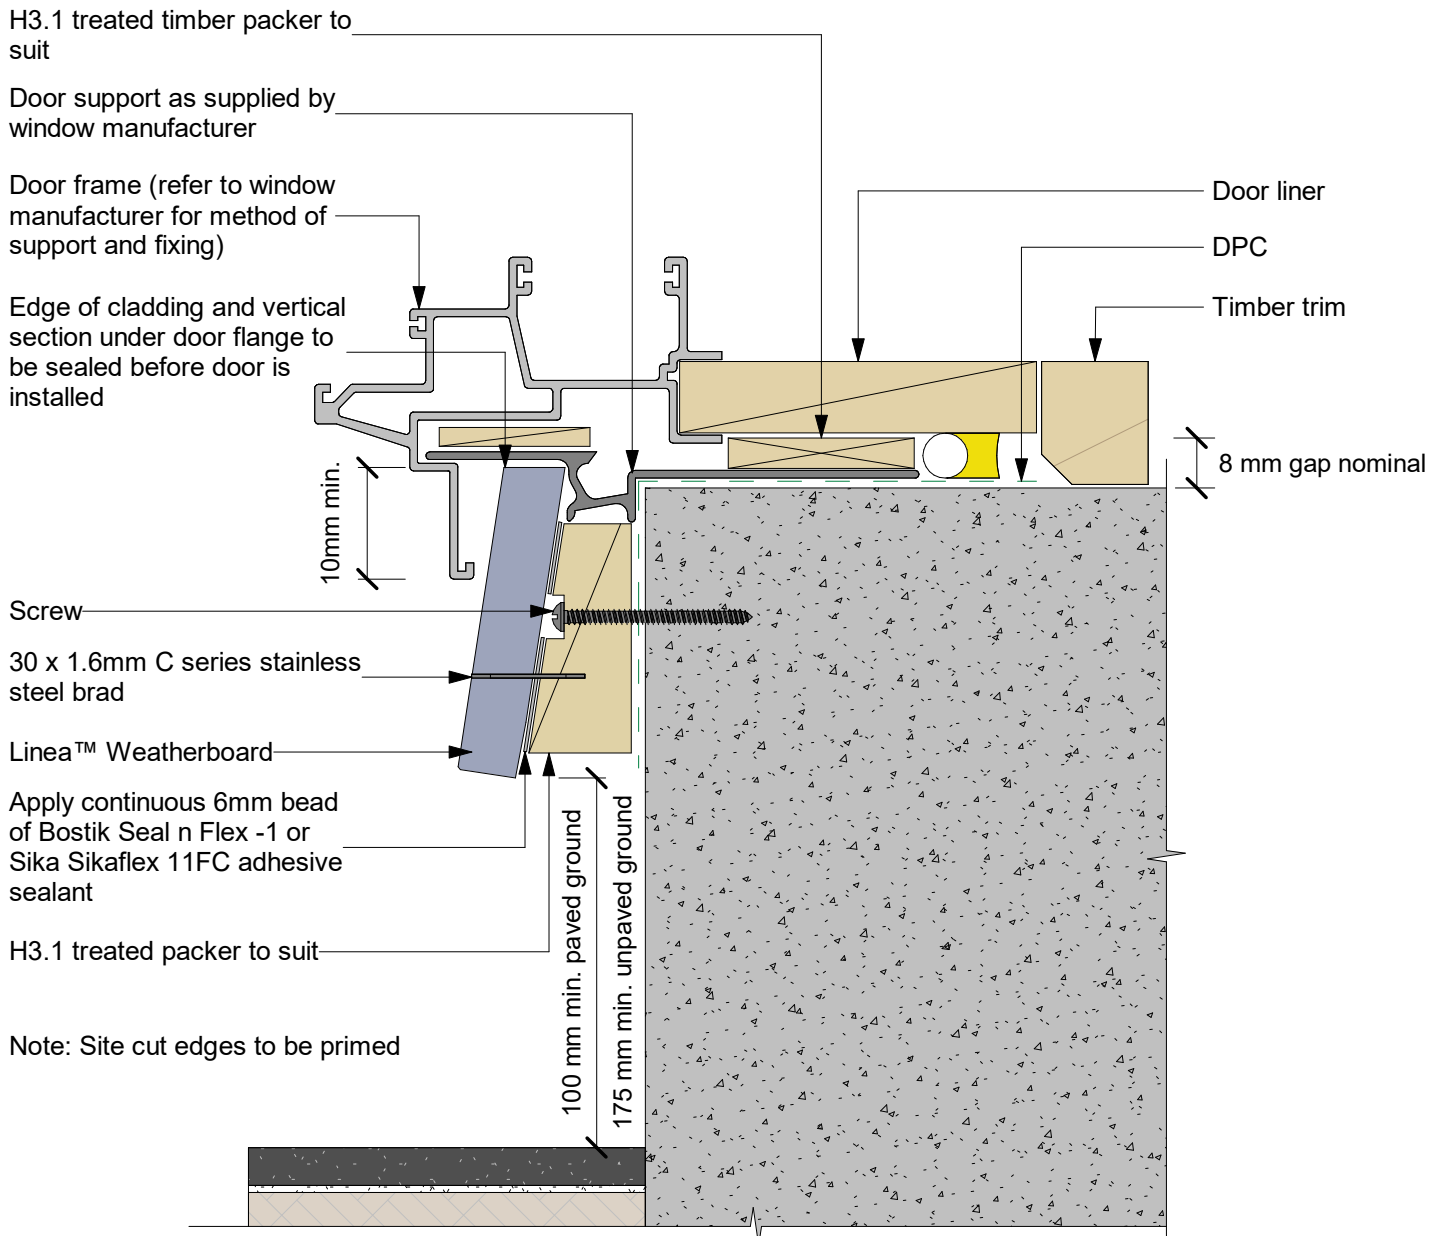 H3.1 treated timber packer to
suit
Door support as supplied by
window manufacturer
Door frame (refer to window
manufacturer for method of
support and fixing)
Edge of cladding and vertical
section under door flange to
be sealed before door is
installed
Door liner
DPC
Timber trim
8 mm gap nominal
10mm min.
Screw
30 x 1.6mm C series stainless
steel brad
Linea™ Weatherboard
Apply continuous 6mm bead
of Bostik Seal n Flex -1 or
Sika Sikaflex 11FC adhesive
sealant
H3.1 treated packer to suit
100 mm min. paved ground
175 mm min. unpaved ground
Note: Site cut edges to be primed